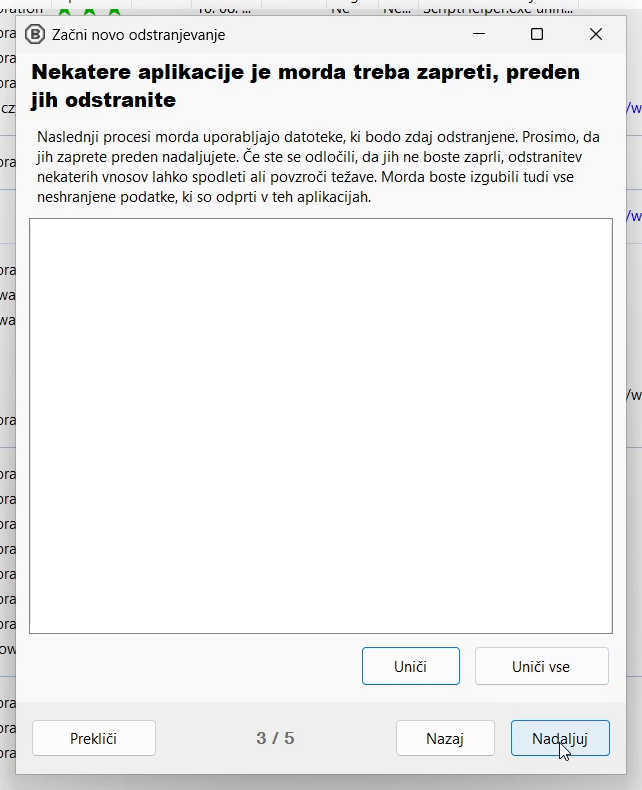 Začni novo odstranjevanje
Nekatere aplikacije je morda treba zapreti, preden
jih odstranite
Naslednji procesi morda uporabljajo datoteke, ki bodo zdaj odstranjene. Prosimo, da
jih zaprete preden nadaljujete. Če ste se odločili, da jih ne boste zaprli, odstranitev
nekaterih vnosov lahko spodleti ali povzroči težave. Morda boste izgubili tudi vse
neshranjene podatke, ki so odprti v teh aplikacijah.
Uniči
Uniči vse
Prekliči
3 / 5
Nazaj
Nadaljuj